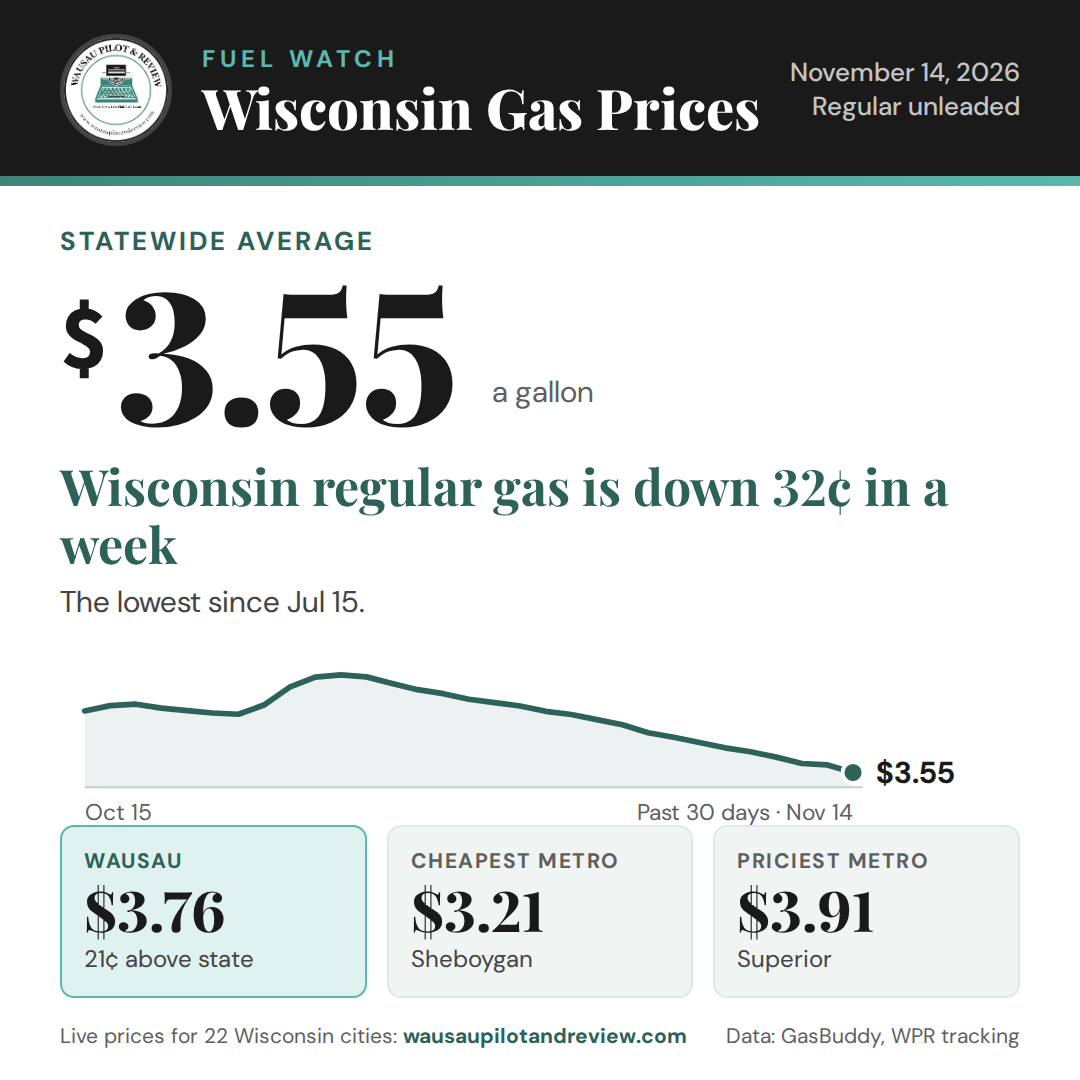 WAUSAU PILOT & REVIEW
www.wausaupilotandreview.com
FUEL WATCH
Wisconsin Gas Prices
November 14, 2026
Regular unleaded
STATEWIDE AVERAGE
$3.55 a gallon
Wisconsin regular gas is down 32¢ in a
week
The lowest since Jul 15.
$3.55
Oct 15
Past 30 days · Nov 14
WAUSAU
$3.76
21¢ above state
CHEAPEST METRO
$3.21
Sheboygan
PRICIEST METRO
$3.91
Superior
Live prices for 22 Wisconsin cities: wausaupilotandreview.com
Data: GasBuddy, WPR tracking